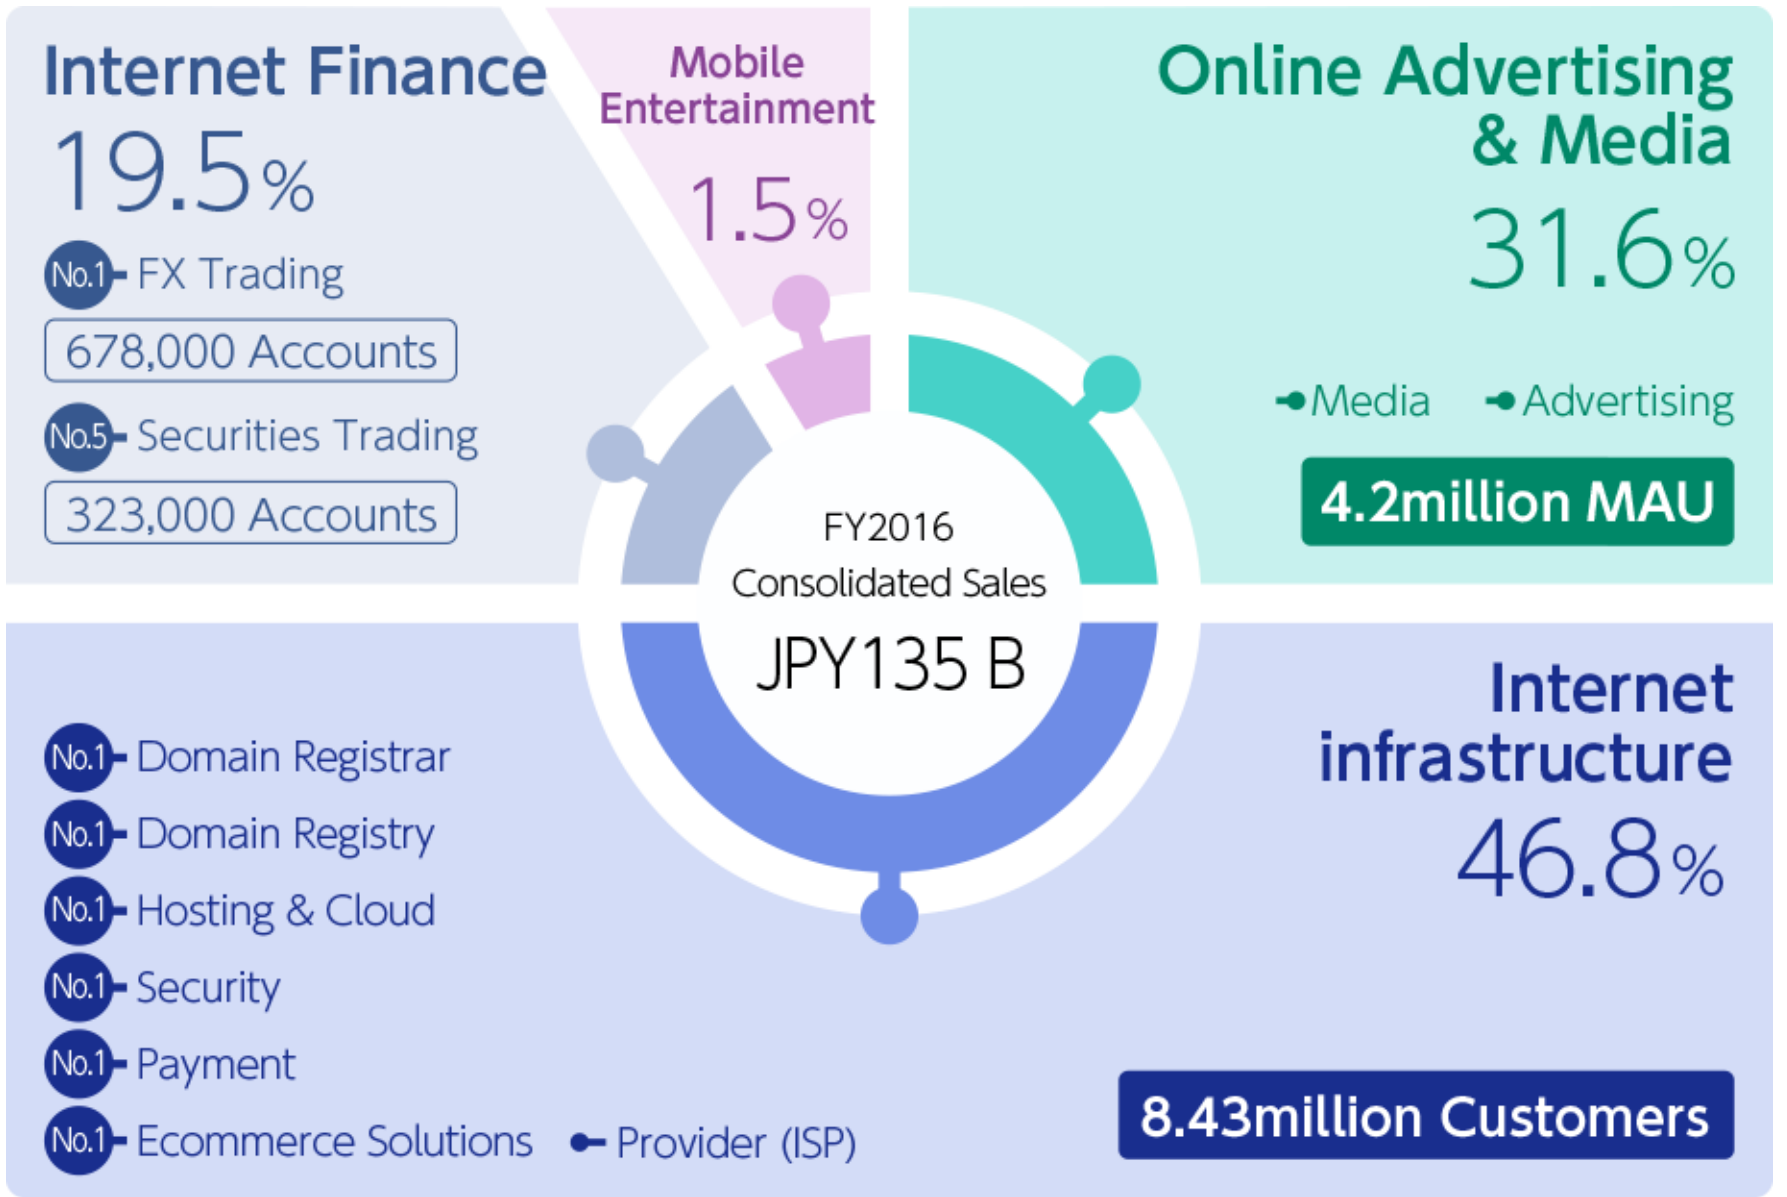 Internet Finance
19.5%
No.1 FX Trading
678,000 Accounts
No.5 Securities Trading
323,000 Accounts
Mobile
Entertainment
1.5%
Online Advertising
& Media
31.6%
Media
Advertising
4.2million MAU
FY2016
Consolidated Sales
JPY135 B
Internet
infrastructure
46.8%
No.1 Domain Registrar
No.1 Domain Registry
No.1 Hosting & Cloud
No.1 Security
No.1 Payment
No.1 Ecommerce Solutions
Provider (ISP)
8.43million Customers